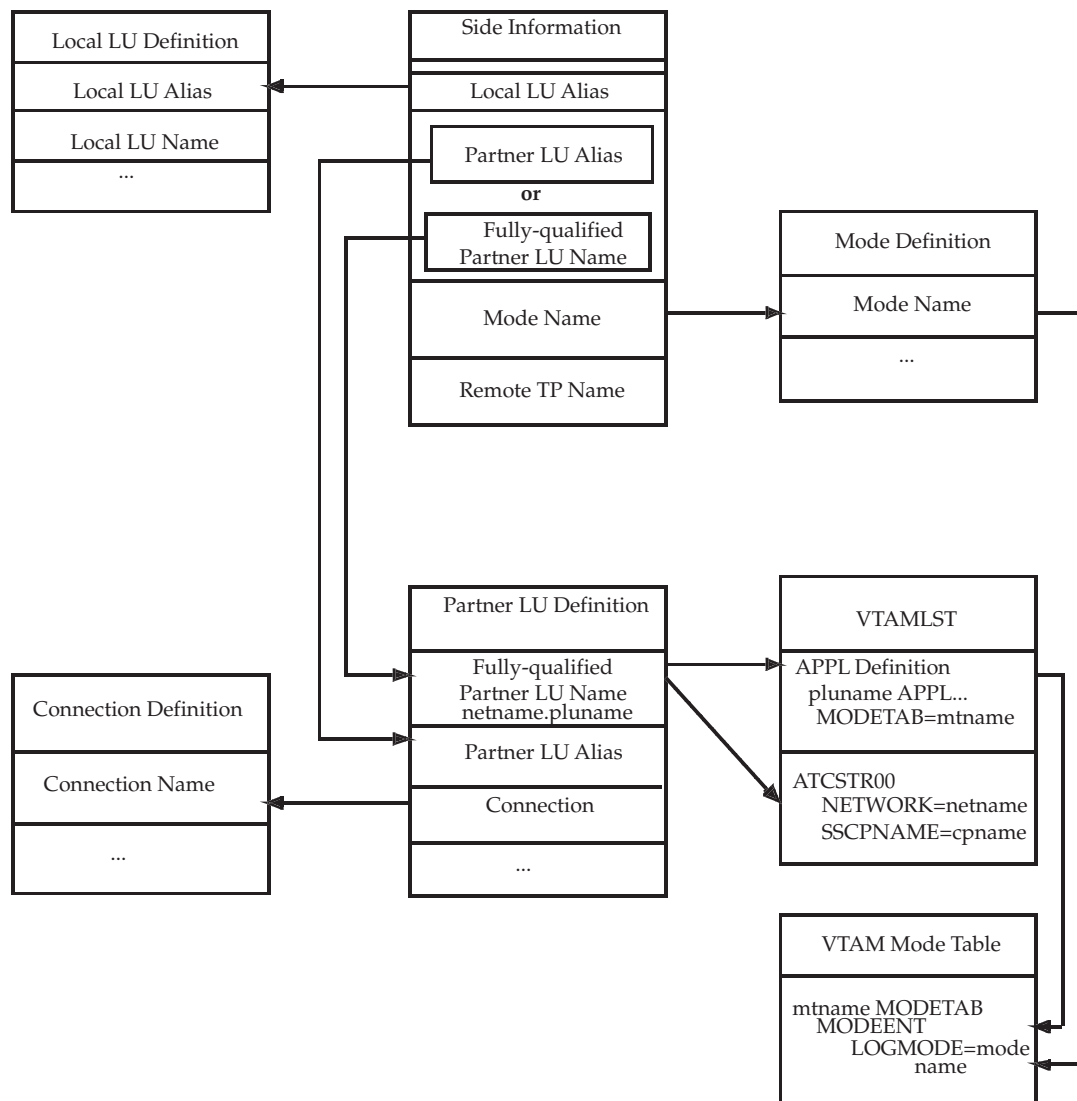 Local LU Definition
Local LU Alias
Local LU Name
...
Side Information
Local LU Alias
Partner LU Alias
or
Fully-qualified
Partner LU Name
Mode Name
Remote TP Name
Mode Definition
Mode Name
...
Partner LU Definition
Fully-qualified
Partner LU Name
netname.pluname
Partner LU Alias
Connection
...
Connection Definition
Connection Name
...
VTAMLST
APPL Definition
pluname APPL...
MODETAB=mtname
ATCSTR00
NETWORK=netname
SSCPNAME=cpname
VTAM Mode Table
mtname MODETAB
MODEENT
LOGMODE=mode
name